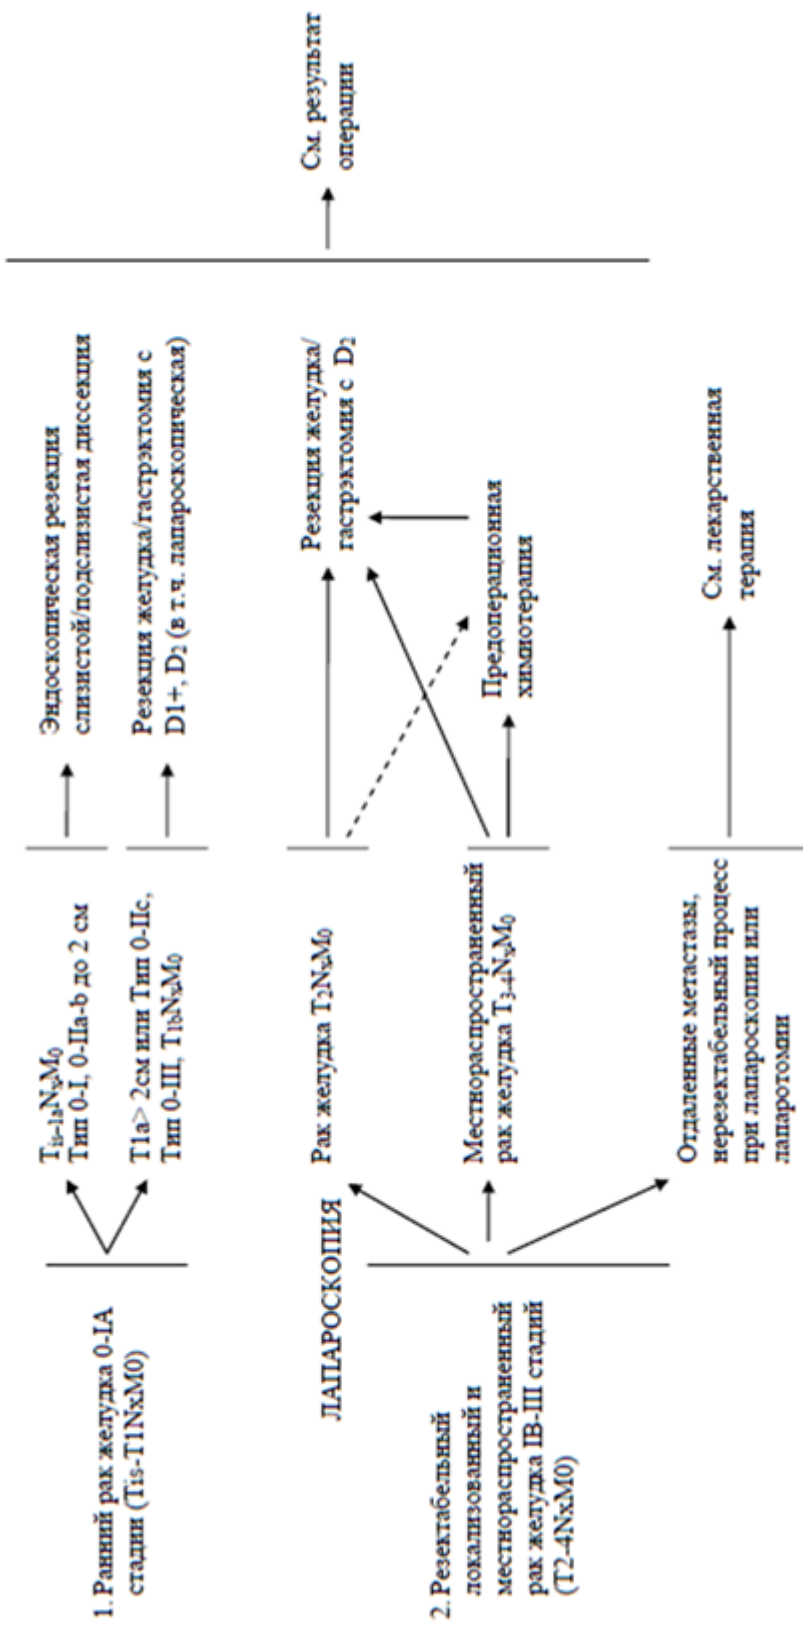 1. Ранний рак желудка 0-IA
стадии (Tis-T1NxM0)
Tis-1aNxM0
Тип 0-I, 0-IIa-b до 2 см
Эндоскопическая резекция
слизистой/подслизистая диссекция
T1a> 2см или Тип 0-IIc,
Тип 0-III, T1bNxM0
Резекция желудка/гастрэктомия с
D1+, D2 (в т.ч. лапароскопическая)
ЛАПАРОСКОПИЯ
2. Резектабельный
локализованный и
местнораспространенный
рак желудка IB-III стадий
(T2-4NxM0)
Рак желудка T2NxM0
Резекция желудка/
гастрэктомия с D2
Местнораспространенный
рак желудка T3-4NxM0
Предоперационная
химиотерапия
Отдаленные метастазы,
нерезектабельный процесс
при лапароскопии или
лапаротомии
См. лекарственная
терапия
См. результат
операции